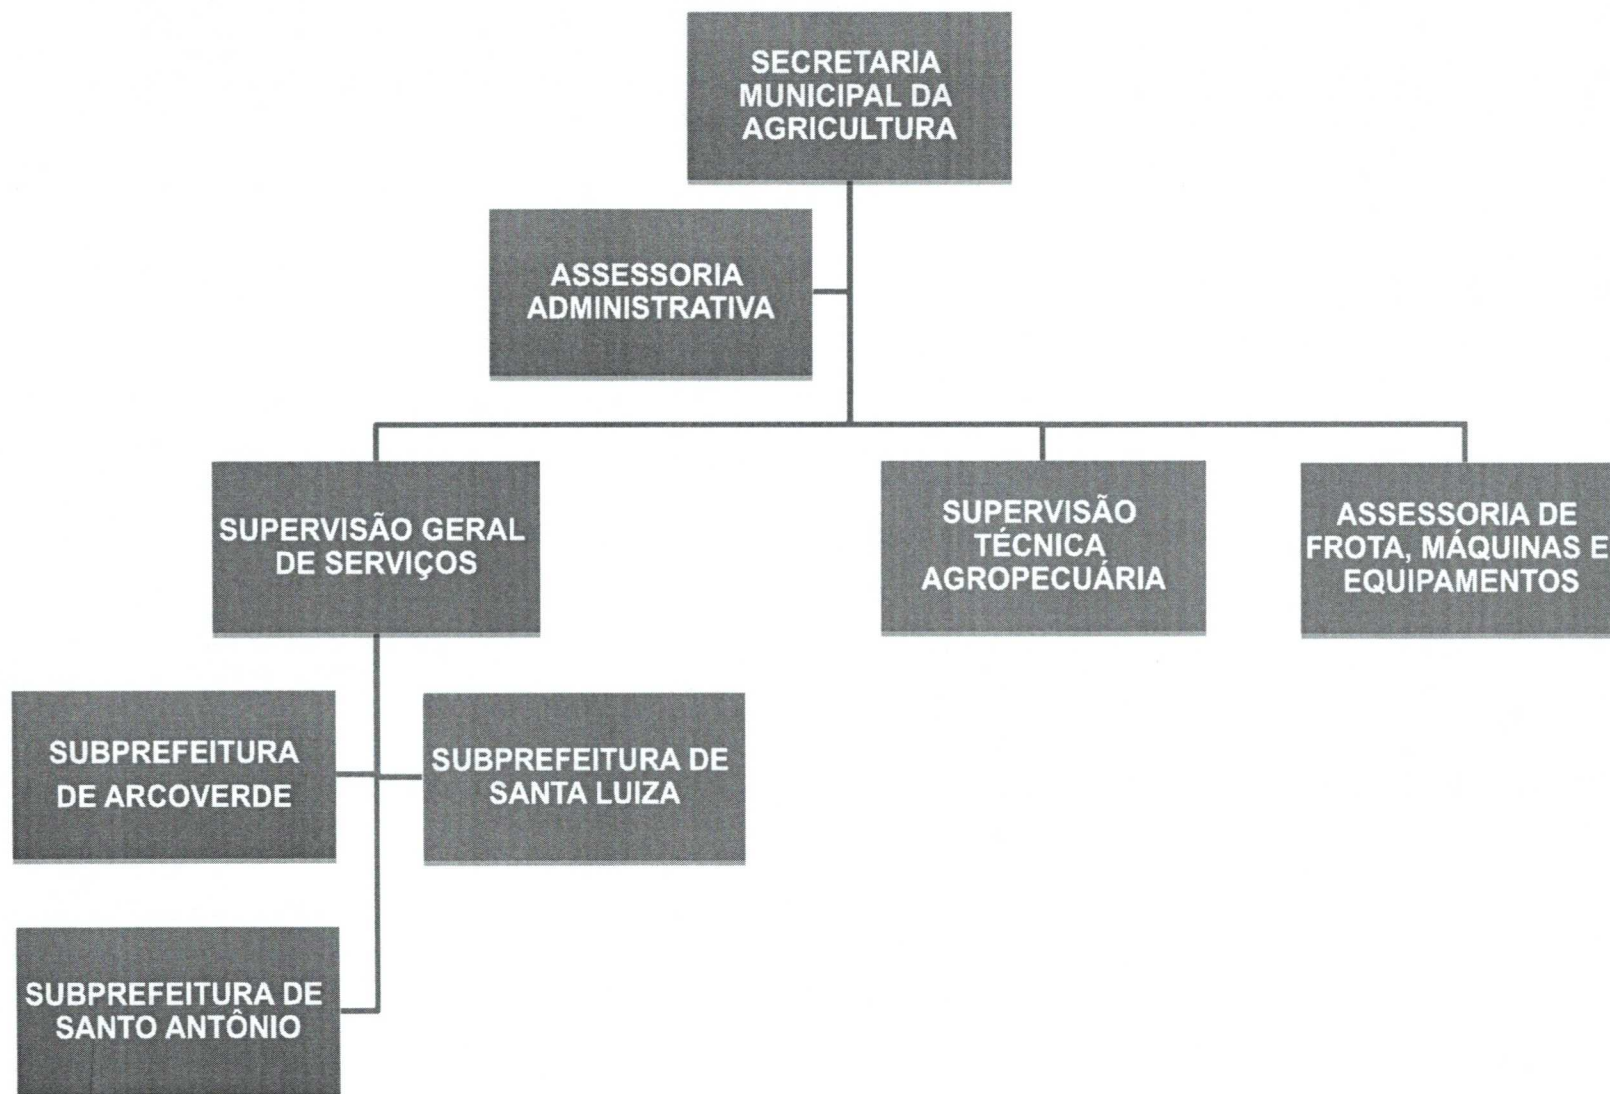 SECRETARIA
MUNICIPAL DA
AGRICULTURA
ASSESSORIA
ADMINISTRATIVA
SUPERVISÃO GERAL
DE SERVIÇOS
SUPERVISÃO
TÉCNICA
AGROPECUÁRIA
ASSESSORIA DE
FROTA, MÁQUINAS E
EQUIPAMENTOS
SUBPREFEITURA
DE ARCOVERDE
SUBPREFEITURA DE
SANTA LUIZA
SUBPREFEITURA DE
SANTO ANTÔNIO